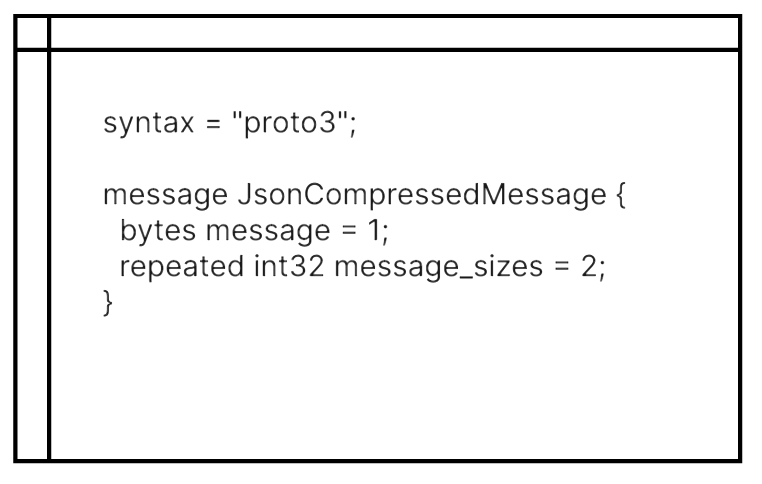 syntax = "proto3";
message JsonCompressedMessage {
bytes message = 1;
repeated int32 message_sizes = 2;
}